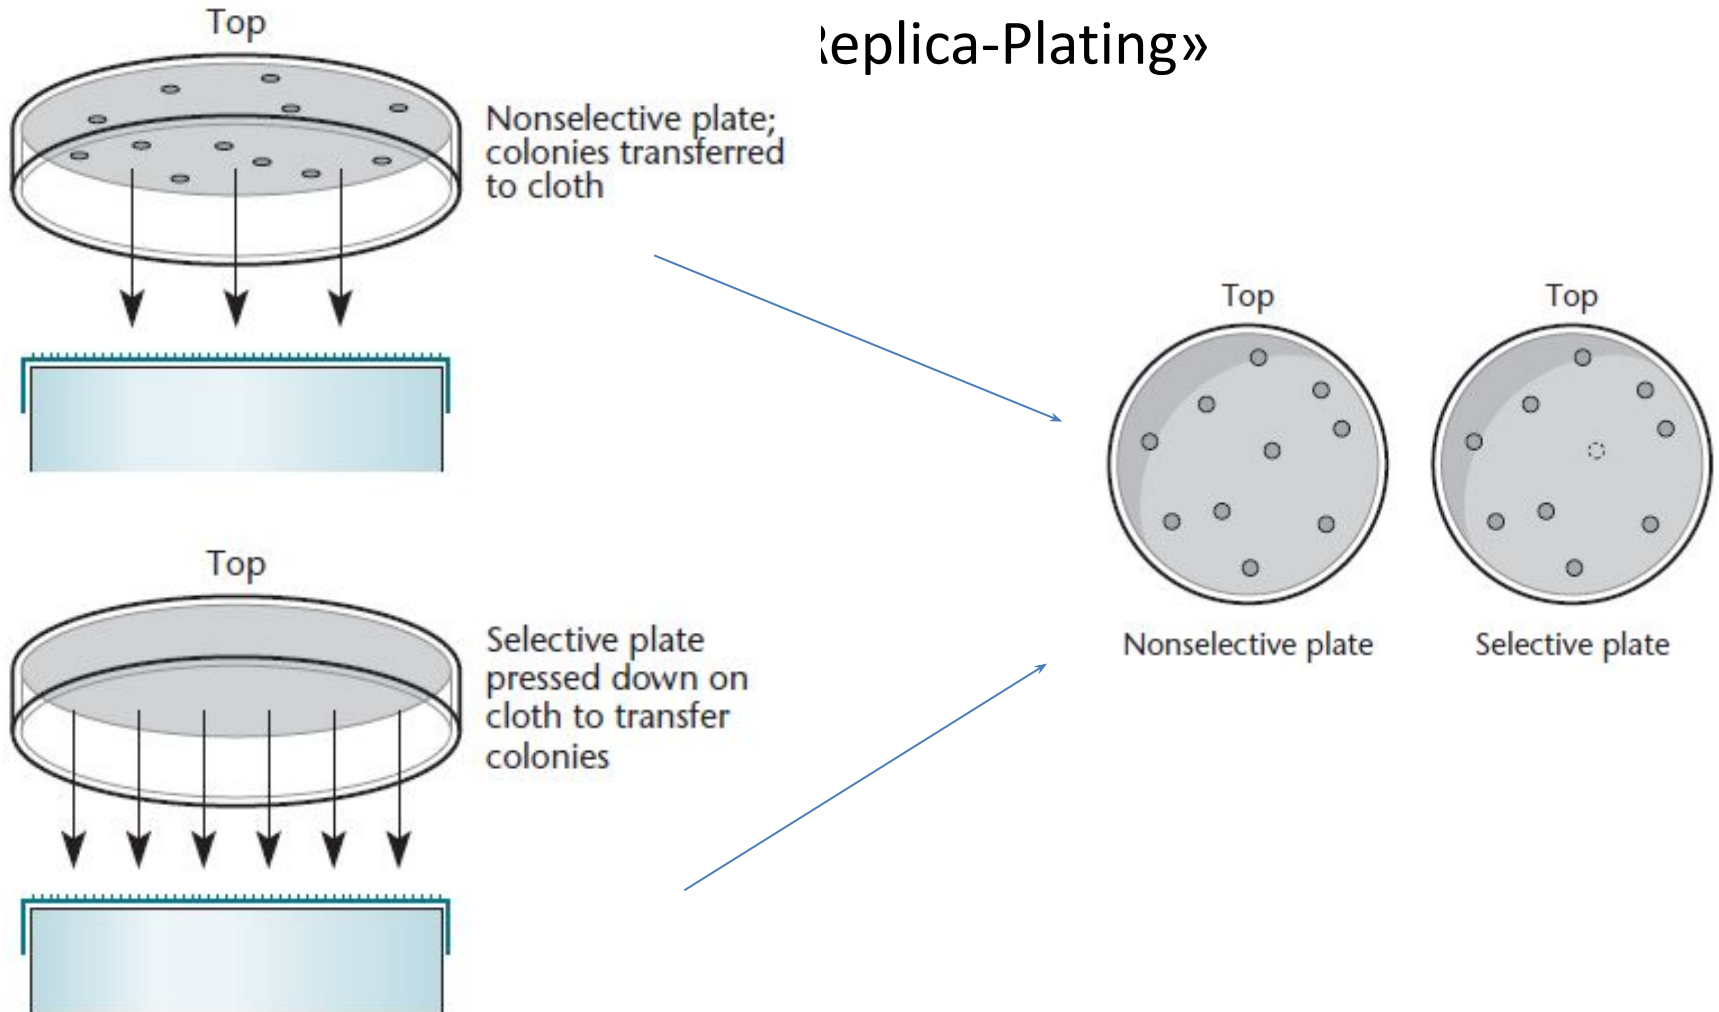 Replica-Plating»
Top
Nonselective plate;
colonies transferred
to cloth
Top
Selective plate
pressed down on
cloth to transfer
colonies
Top
Top
Nonselective plate
Selective plate